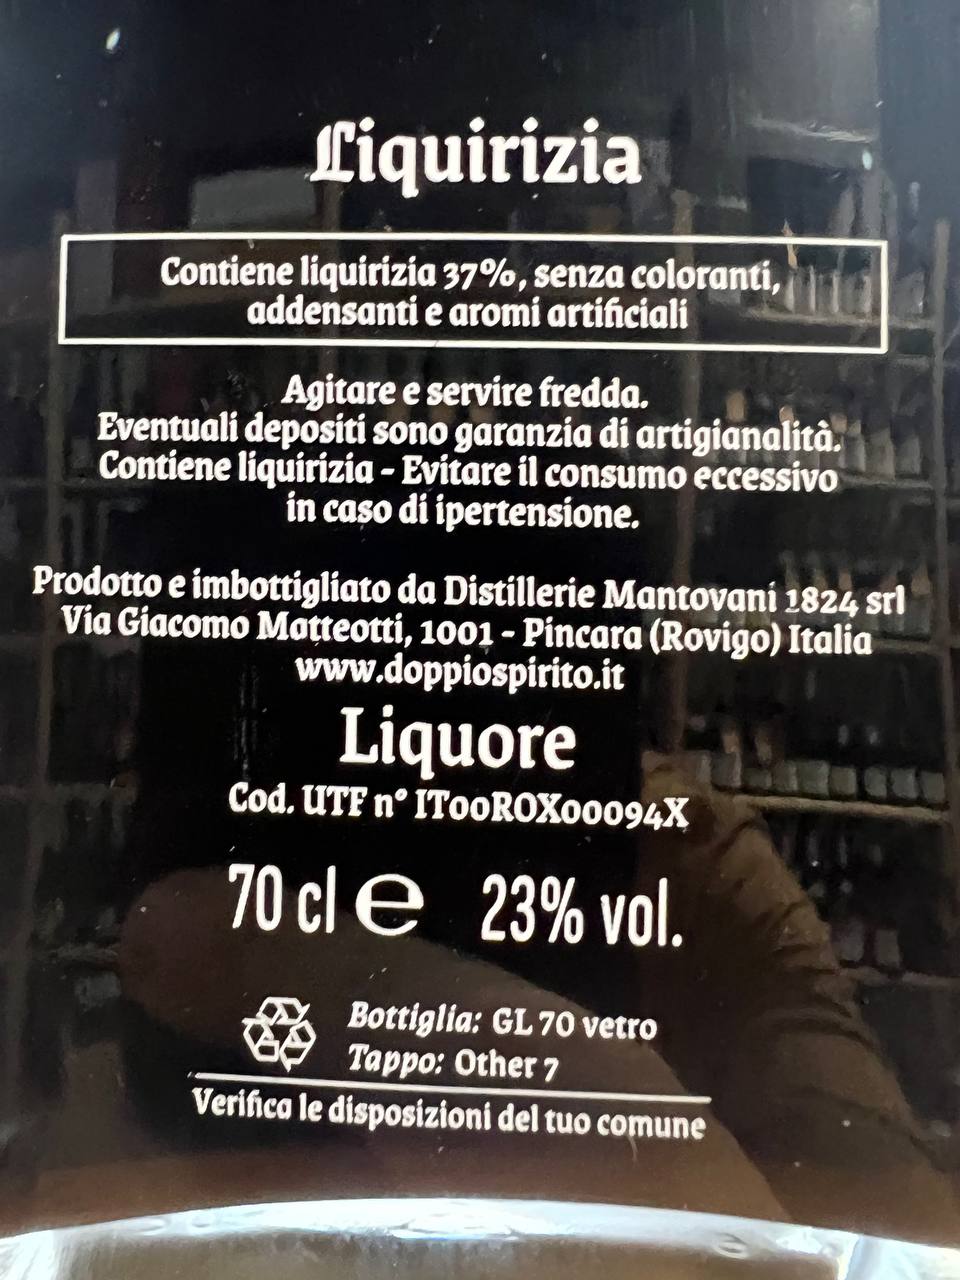 Liquirizia
Contiene liquirizia 37%, senza coloranti,
addensanti e aromi artificiali
Agitare e servire fredda.
Eventuali depositi sono garanzia di artigianalità.
Contiene liquirizia - Evitare il consumo eccessivo
in caso di ipertensione.
Prodotto e imbottigliato da Distillerie Mantovani 1824 srl
Via Giacomo Matteotti, 1001 - Pincara (Rovigo) Italia
www.doppiospirito.it
Liquore
Cod. UTF n° IT00ROX00094X
70 cl e 23% vol.
Bottiglia: GL 70 vetro
Tappo: Other 7
Verifica le disposizioni del tuo comune